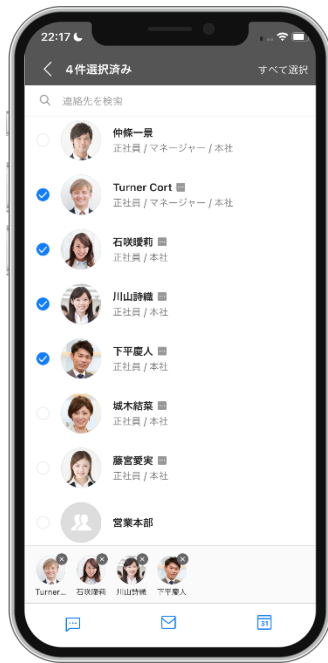 22:17
4件選択済み
すべて選択
連絡先を検索
仲條一景
正社員 / マネージャー / 本社
Turner Cort
正社員 / マネージャー / 本社
石咲曖莉
正社員 / 本社
川山詩織
正社員 / 本社
下平慶人
正社員 / 本社
城木結菜
正社員 / 本社
藤宮愛実
正社員 / 本社
営業本部
Turner... 石咲曖莉 川山詩織 下平慶人
31